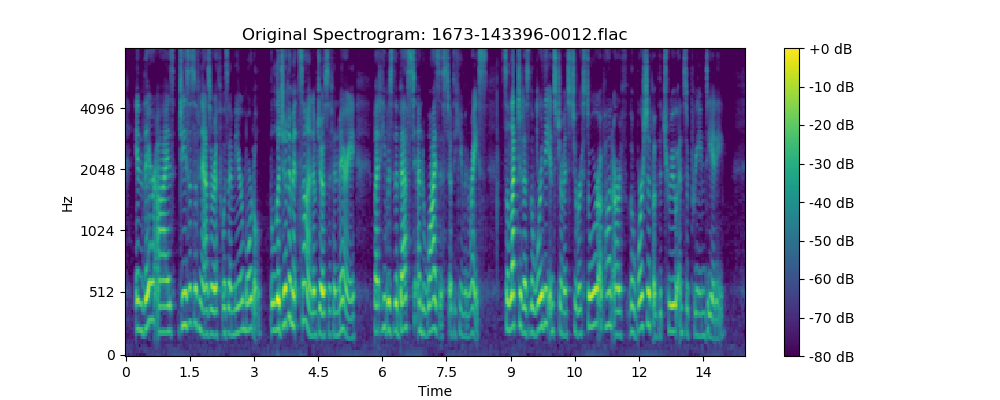 Original Spectrogram: 1673-143396-0012.flac
Hz
4096
2048
1024
512
0
0 1.5 3 4.5 6 7.5 9 10 12 14
Time
+0 dB
-10 dB
-20 dB
-30 dB
-40 dB
-50 dB
-60 dB
-70 dB
-80 dB